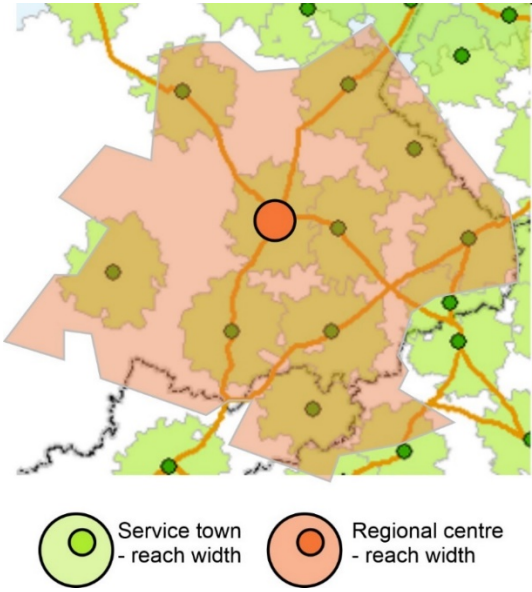 Service town
- reach width
Regional centre
- reach width